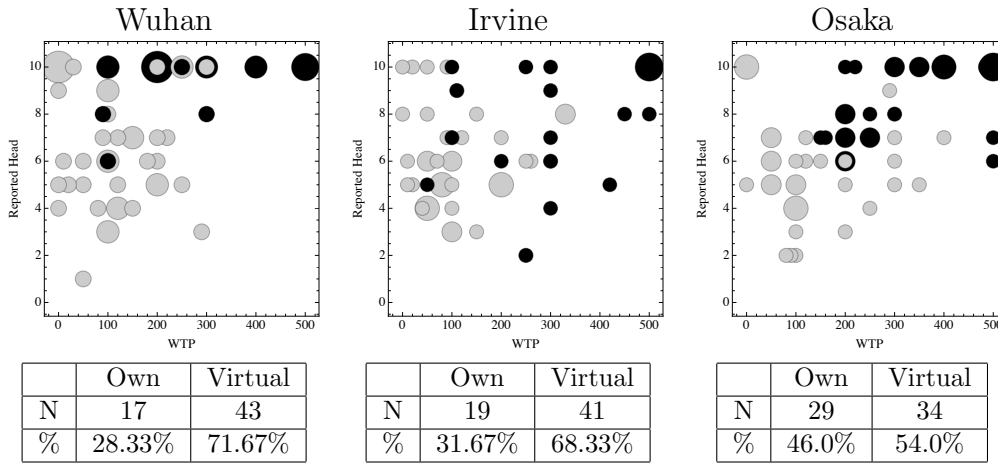 Wuhan
Irvine
Osaka
Reported Head
10
8
6
4
2
0
0
100
200
300
400
500
WTP
Reported Head
10
8
6
4
2
0
0
100
200
300
400
500
WTP
Reported Head
10
8
6
4
2
0
0
100
200
300
400
500
WTP
Own Virtual
N 17 43
% 28.33% 71.67%
Own Virtual
N 19 41
% 31.67% 68.33%
Own Virtual
N 29 34
% 46.0% 54.0%